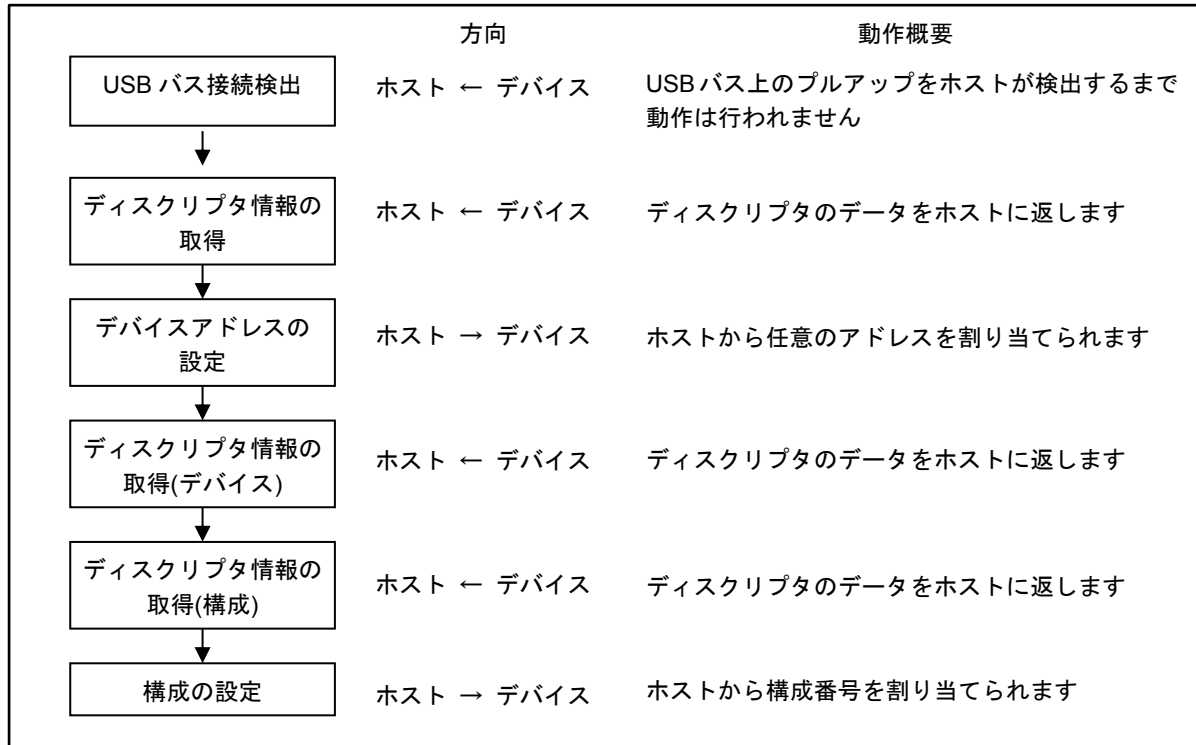 方向 動作概要
USB バス接続検出 ホスト ← デバイス USB バス上のプルアップをホストが検出するまで
動作は行われません
ディスクリプタ情報の
取得 ホスト ← デバイス ディスクリプタのデータをホストに返します
デバイスアドレスの
設定 ホスト → デバイス ホストから任意のアドレスを割り当てられます
ディスクリプタ情報の
取得(デバイス) ホスト ← デバイス ディスクリプタのデータをホストに返します
ディスクリプタ情報の
取得(構成) ホスト ← デバイス ディスクリプタのデータをホストに返します
構成の設定 ホスト → デバイス ホストから構成番号を割り当てられます